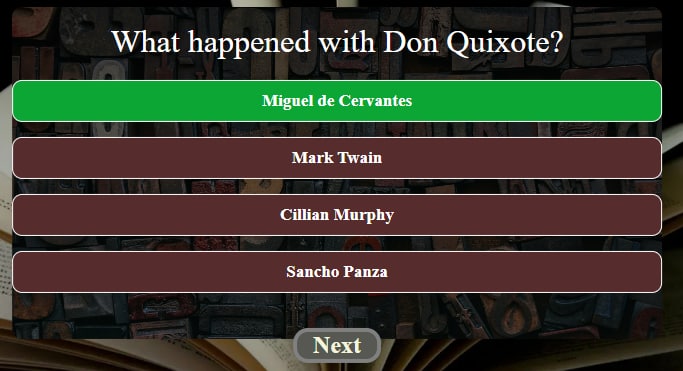 What happened with Don Quixote?
Miguel de Cervantes
Mark Twain
Cillian Murphy
Sancho Panza
Next